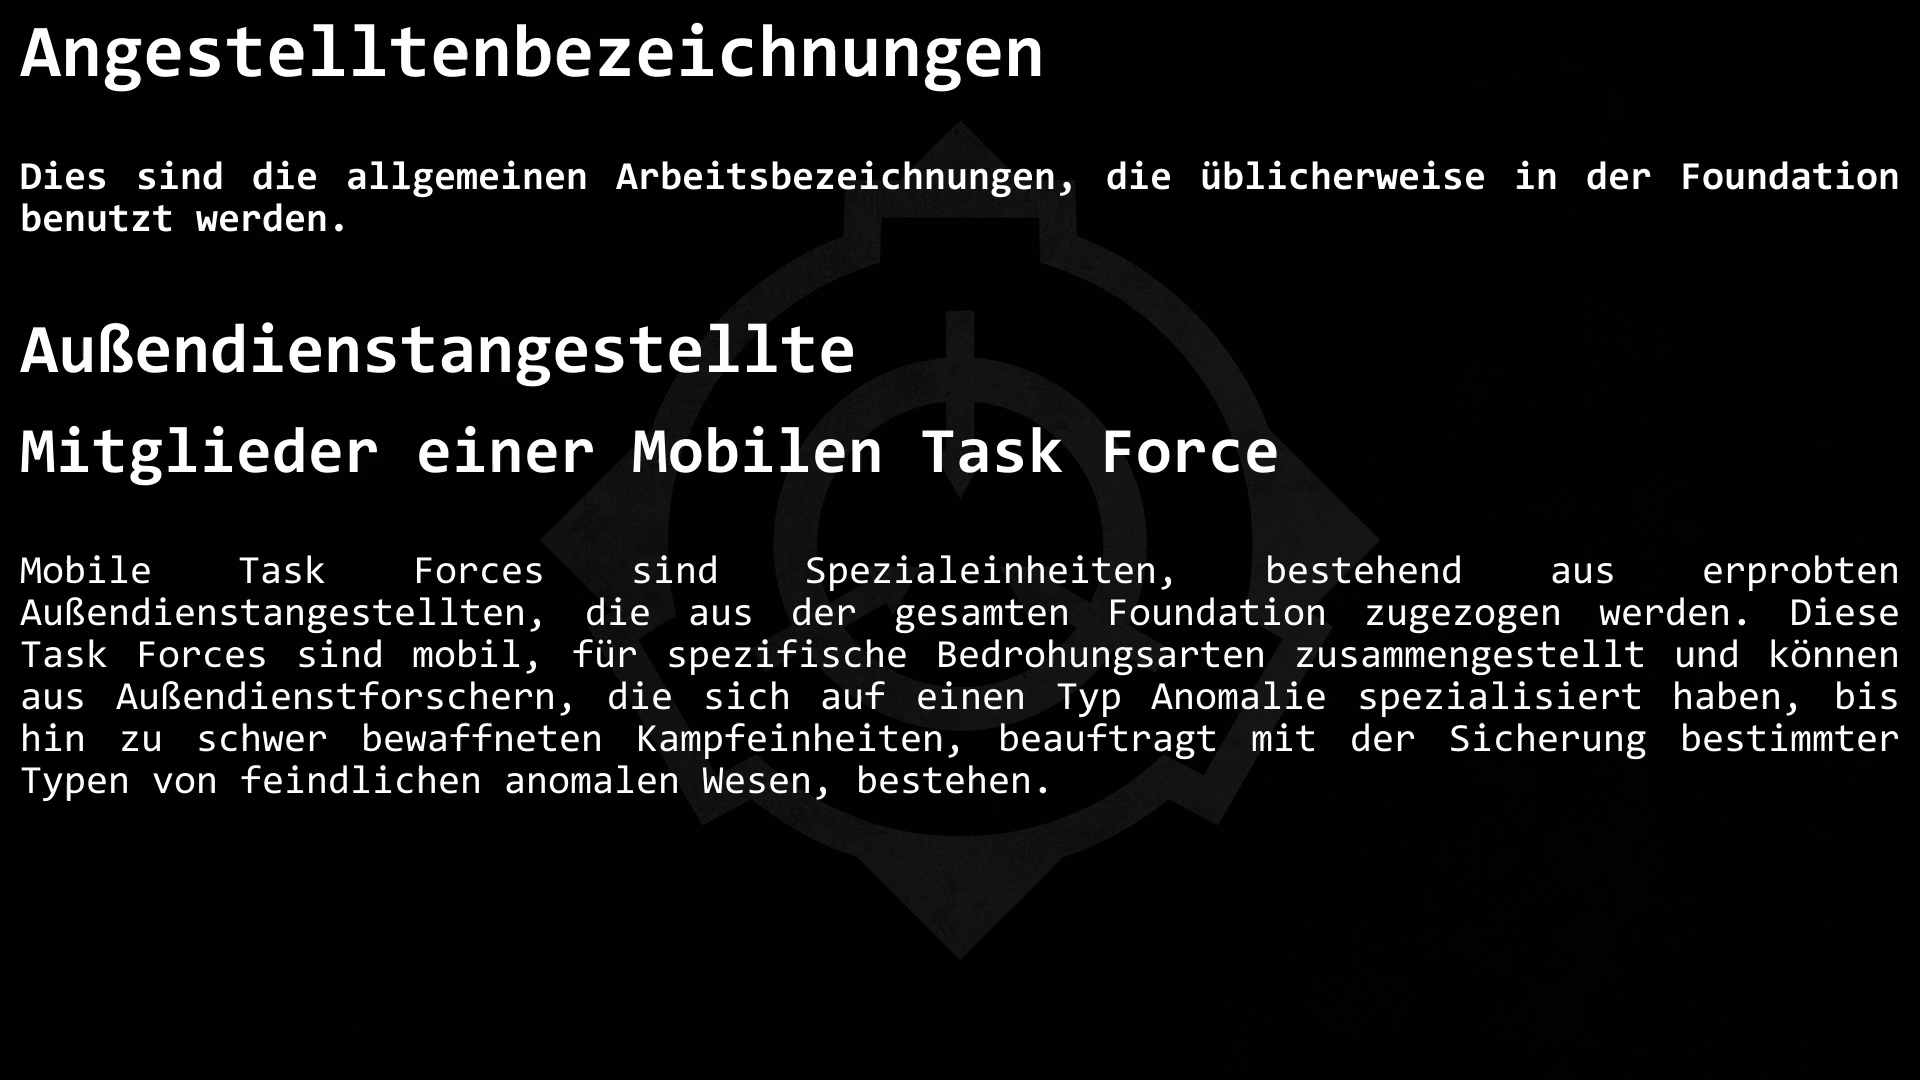 Angestelltenbezeichnungen
Dies sind die allgemeinen Arbeitsbezeichnungen, die üblicherweise in der Foundation
benutzt werden.
Außendienstangestellte
Mitglieder einer Mobilen Task Force
Mobile Task Forces sind Spezialeinheiten, bestehend aus erprobten
Außendienstangestellten, die aus der gesamten Foundation zugezogen werden. Diese
Task Forces sind mobil, für spezifische Bedrohungsarten zusammengestellt und können
aus Außendienstforschern, die sich auf einen Typ Anomalie spezialisiert haben, bis
hin zu schwer bewaffneten Kampfeinheiten, beauftragt mit der Sicherung bestimmter
Typen von feindlichen anomalen Wesen, bestehen.